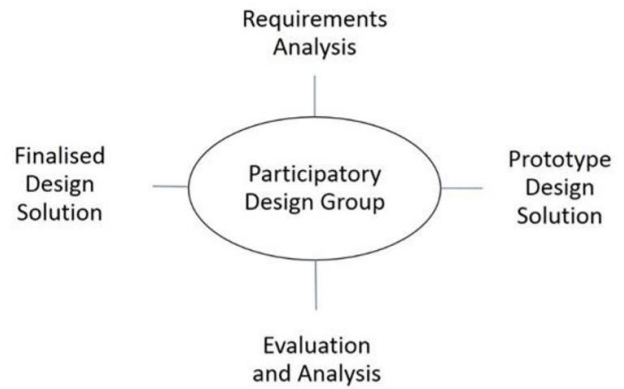 Requirements
Analysis
Finalised
Design
Solution
Participatory
Design Group
Prototype
Design
Solution
Evaluation
and Analysis